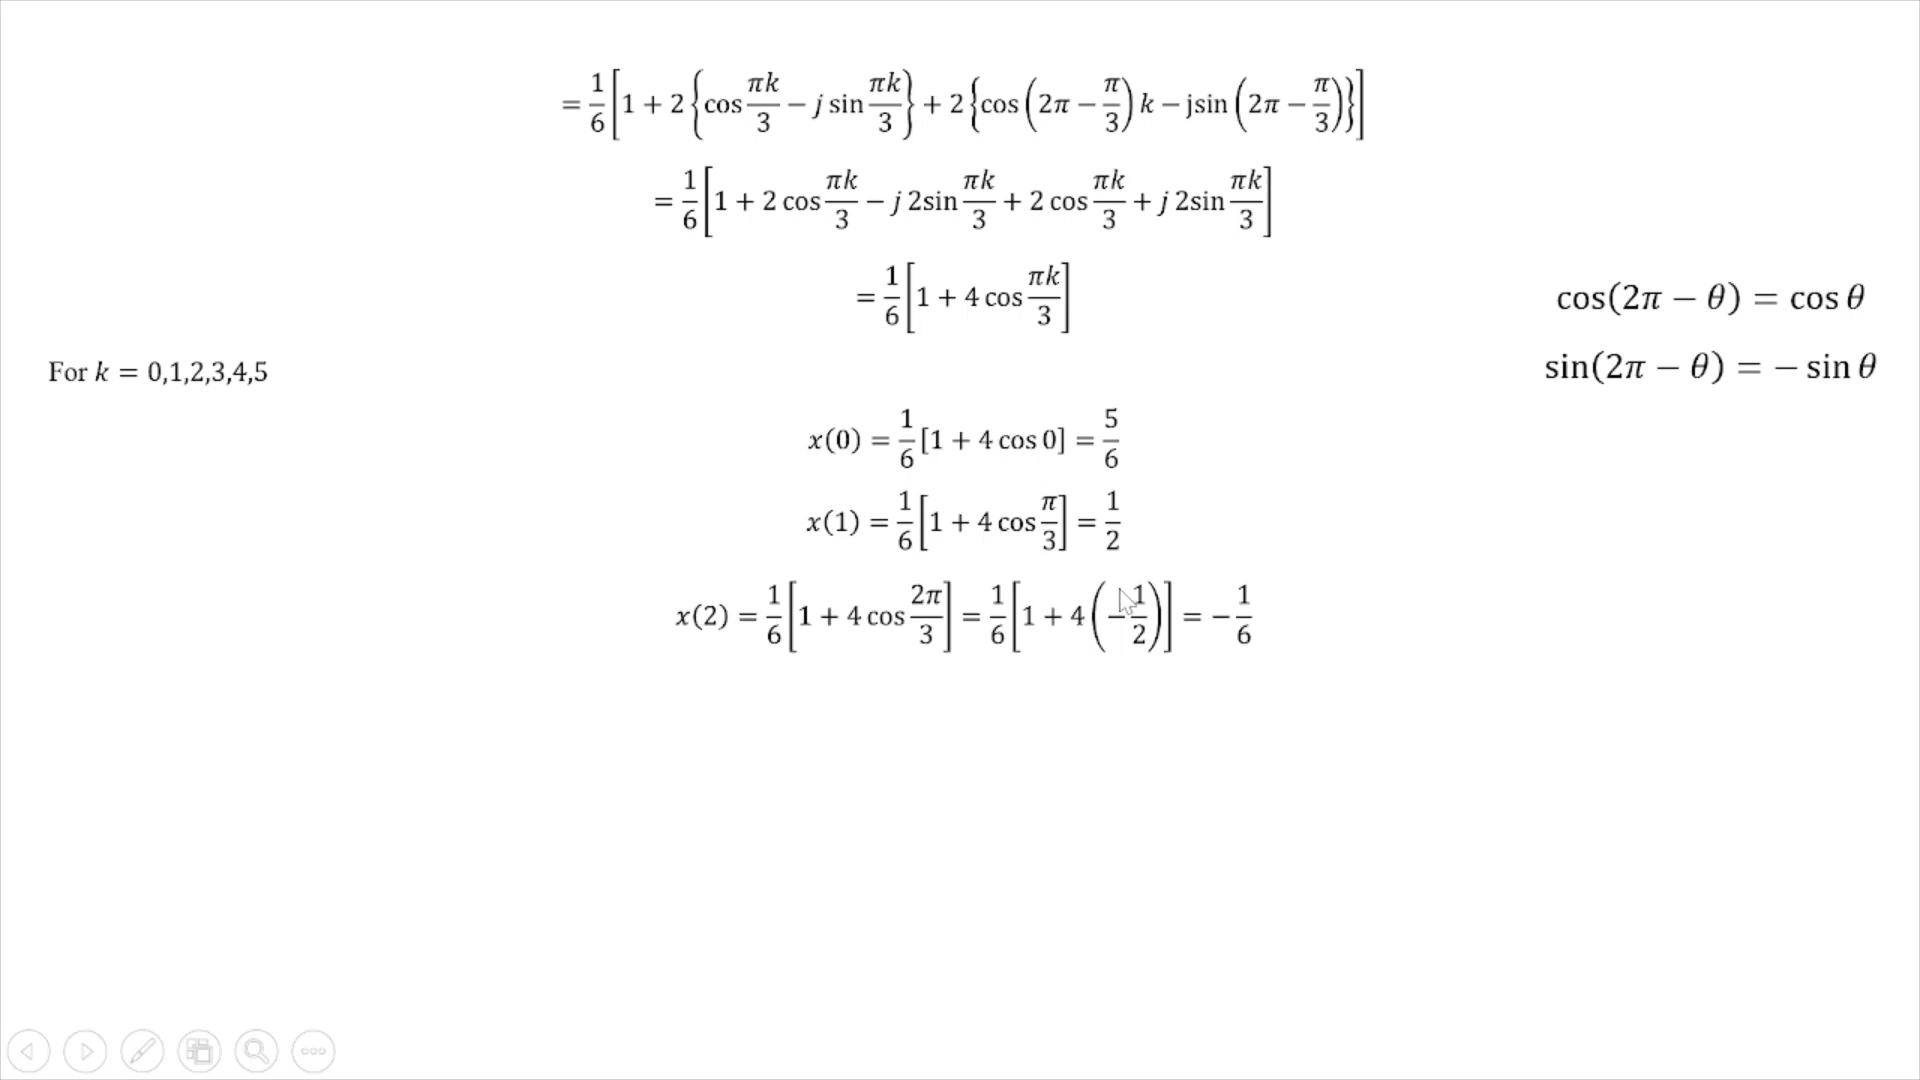 = 1/6 [1 + 2 {cos πk/3 − j sin πk/3} + 2 {cos (2π − π/3) k − jsin (2π − π/3)}]
= 1/6 [1 + 2 cos πk/3 − j 2sin πk/3 + 2 cos πk/3 + j 2sin πk/3]
= 1/6 [1 + 4 cos πk/3]
cos(2π − θ) = cos θ
sin(2π − θ) = − sin θ
For k = 0,1,2,3,4,5
x(0) = 1/6 [1 + 4 cos 0] = 5/6
x(1) = 1/6 [1 + 4 cos π/3] = 1/2
x(2) = 1/6 [1 + 4 cos 2π/3] = 1/6 [1 + 4 (−1/2)] = −1/6